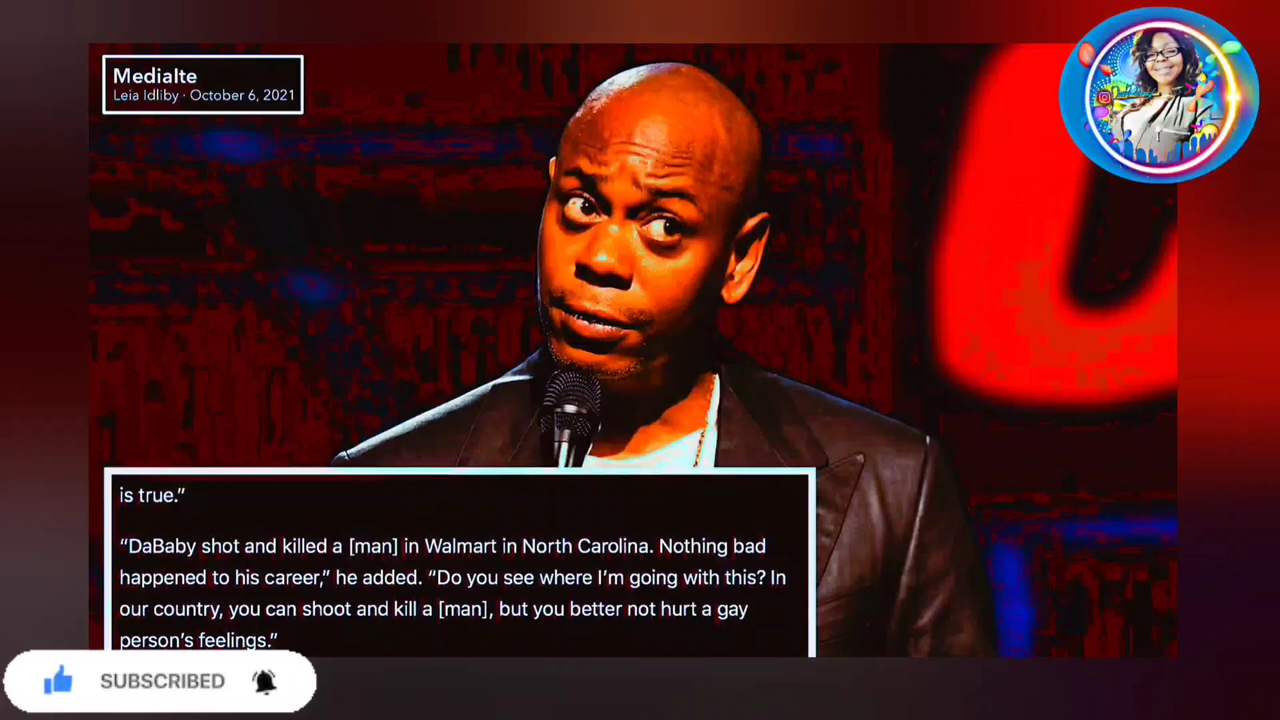 MediaIte
Leia Idliby · October 6, 2021
is true.”
“DaBaby shot and killed a [man] in Walmart in North Carolina. Nothing bad
happened to his career,” he added. “Do you see where I’m going with this? In
our country, you can shoot and kill a [man], but you better not hurt a gay
person’s feelings.”
SUBSCRIBED